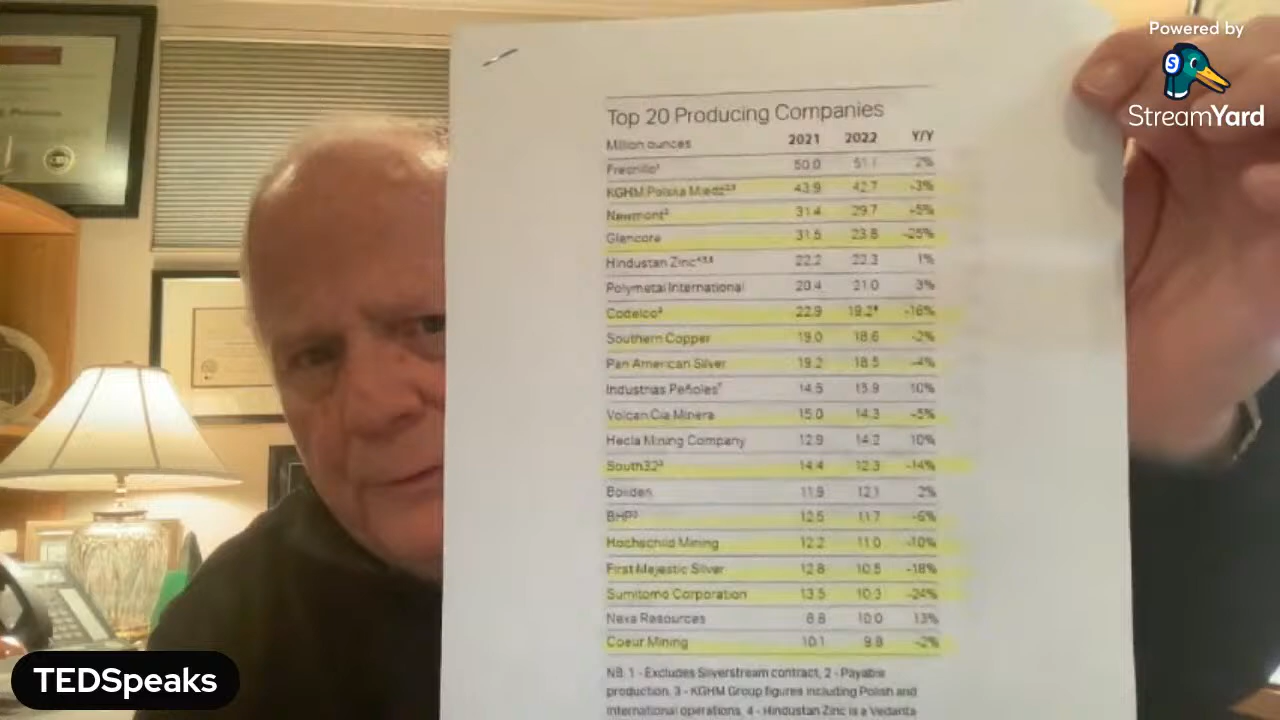 Powered by
StreamYard
Top 20 Producing Companies
Million ounces 2021 2022 Y/Y
Fresnillo¹ 50.0 51.1 2%
KGHM Polska Miedź²,³ 43.9 42.7 -3%
Newmont² 31.4 29.7 -5%
Glencore 31.5 23.8 -25%
Hindustan Zinc 22.2 22.3 1%
Polymetal International 20.4 21.0 3%
Codelco² 22.9 19.2 -16%
Southern Copper 19.0 18.6 -2%
Pan American Silver 19.2 18.5 -4%
Industrias Peñoles⁷ 14.5 15.9 10%
Volcan Cia Minera 15.0 14.3 -5%
Hecla Mining Company 12.9 14.2 10%
South32² 14.4 12.3 -14%
Boliden 11.9 12.1 2%
BHP² 12.5 11.7 -6%
Hochschild Mining 12.2 11.0 -10%
First Majestic Silver 12.8 10.5 -18%
Sumitomo Corporation 13.5 10.3 -24%
Nexa Resources 8.8 10.0 13%
Coeur Mining 10.1 9.8 -2%
NB: 1 - Excludes Silverstream contract, 2 - Payable
production, 3 - KGHM Group figures including Polish and
International operations, 4 - Hindustan Zinc is a Vedanta
TEDSpeaks